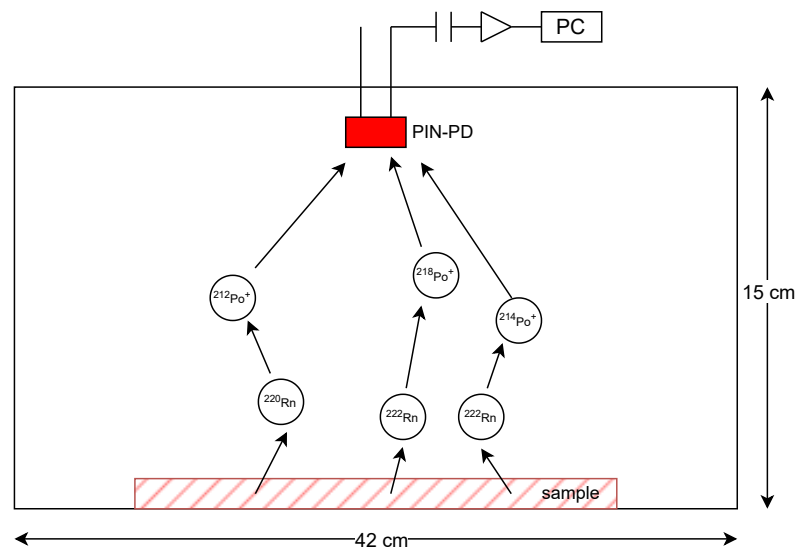 PC
PIN-PD
²¹⁸Po⁺
²¹²Po⁺
15 cm
²¹⁴Po⁺
²²⁰Rn
²²²Rn
²²²Rn
sample
42 cm